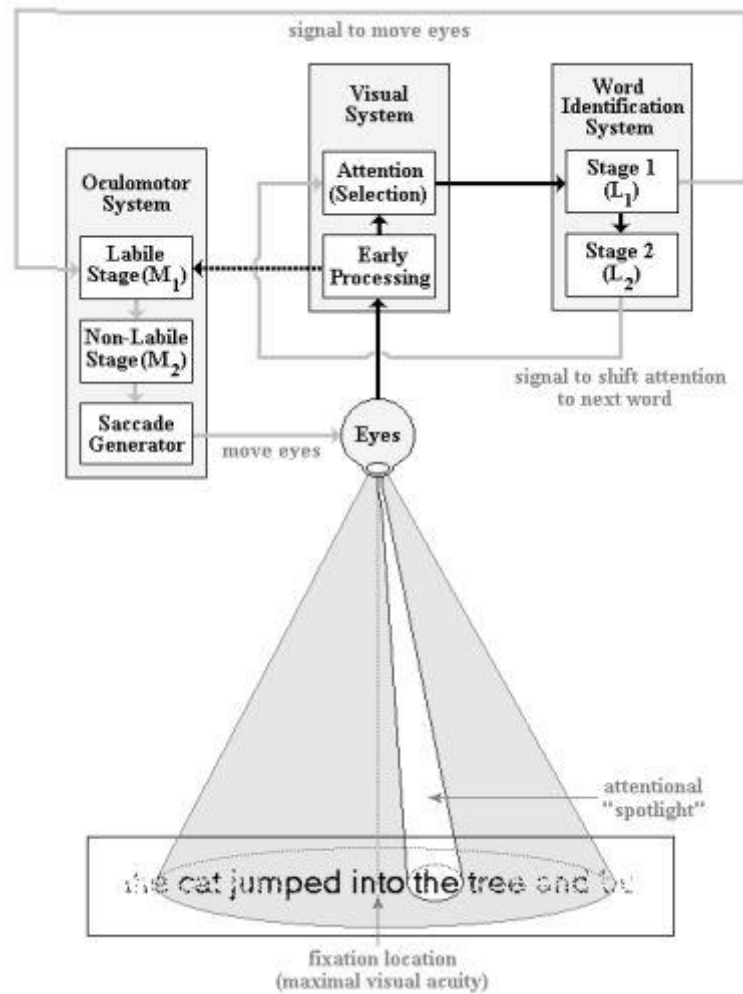 signal to move eyes
Visual
System
Word
Identification
System
Oculomotor
System
Attention
(Selection)
Stage 1
(L1)
Labile
Stage(M1)
Early
Processing
Stage 2
(L2)
Non-Labile
Stage(M2)
signal to shift attention
to next word
Saccade
Generator
move eyes
Eyes
attentional
"spotlight"
the cat jumped into the tree and
fixation location
(maximal visual acuity)